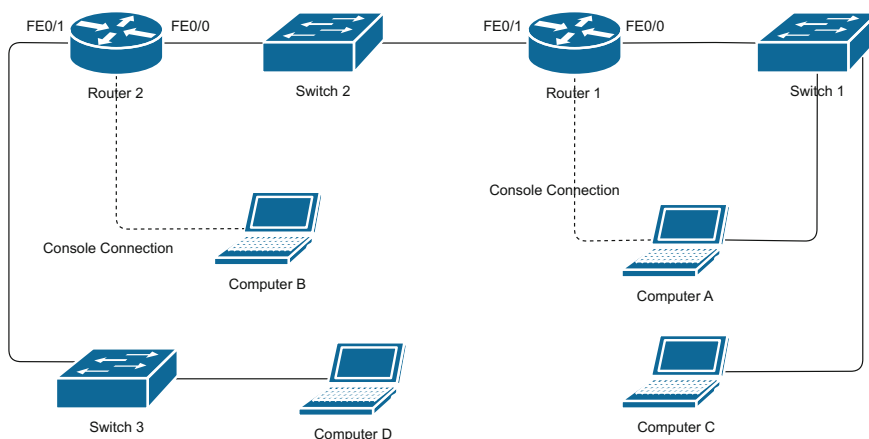 FE0/1
FE0/0
FE0/1
FE0/0
Router 2
Switch 2
Router 1
Switch 1
Console Connection
Console Connection
Computer B
Computer A
Switch 3
Computer D
Computer C